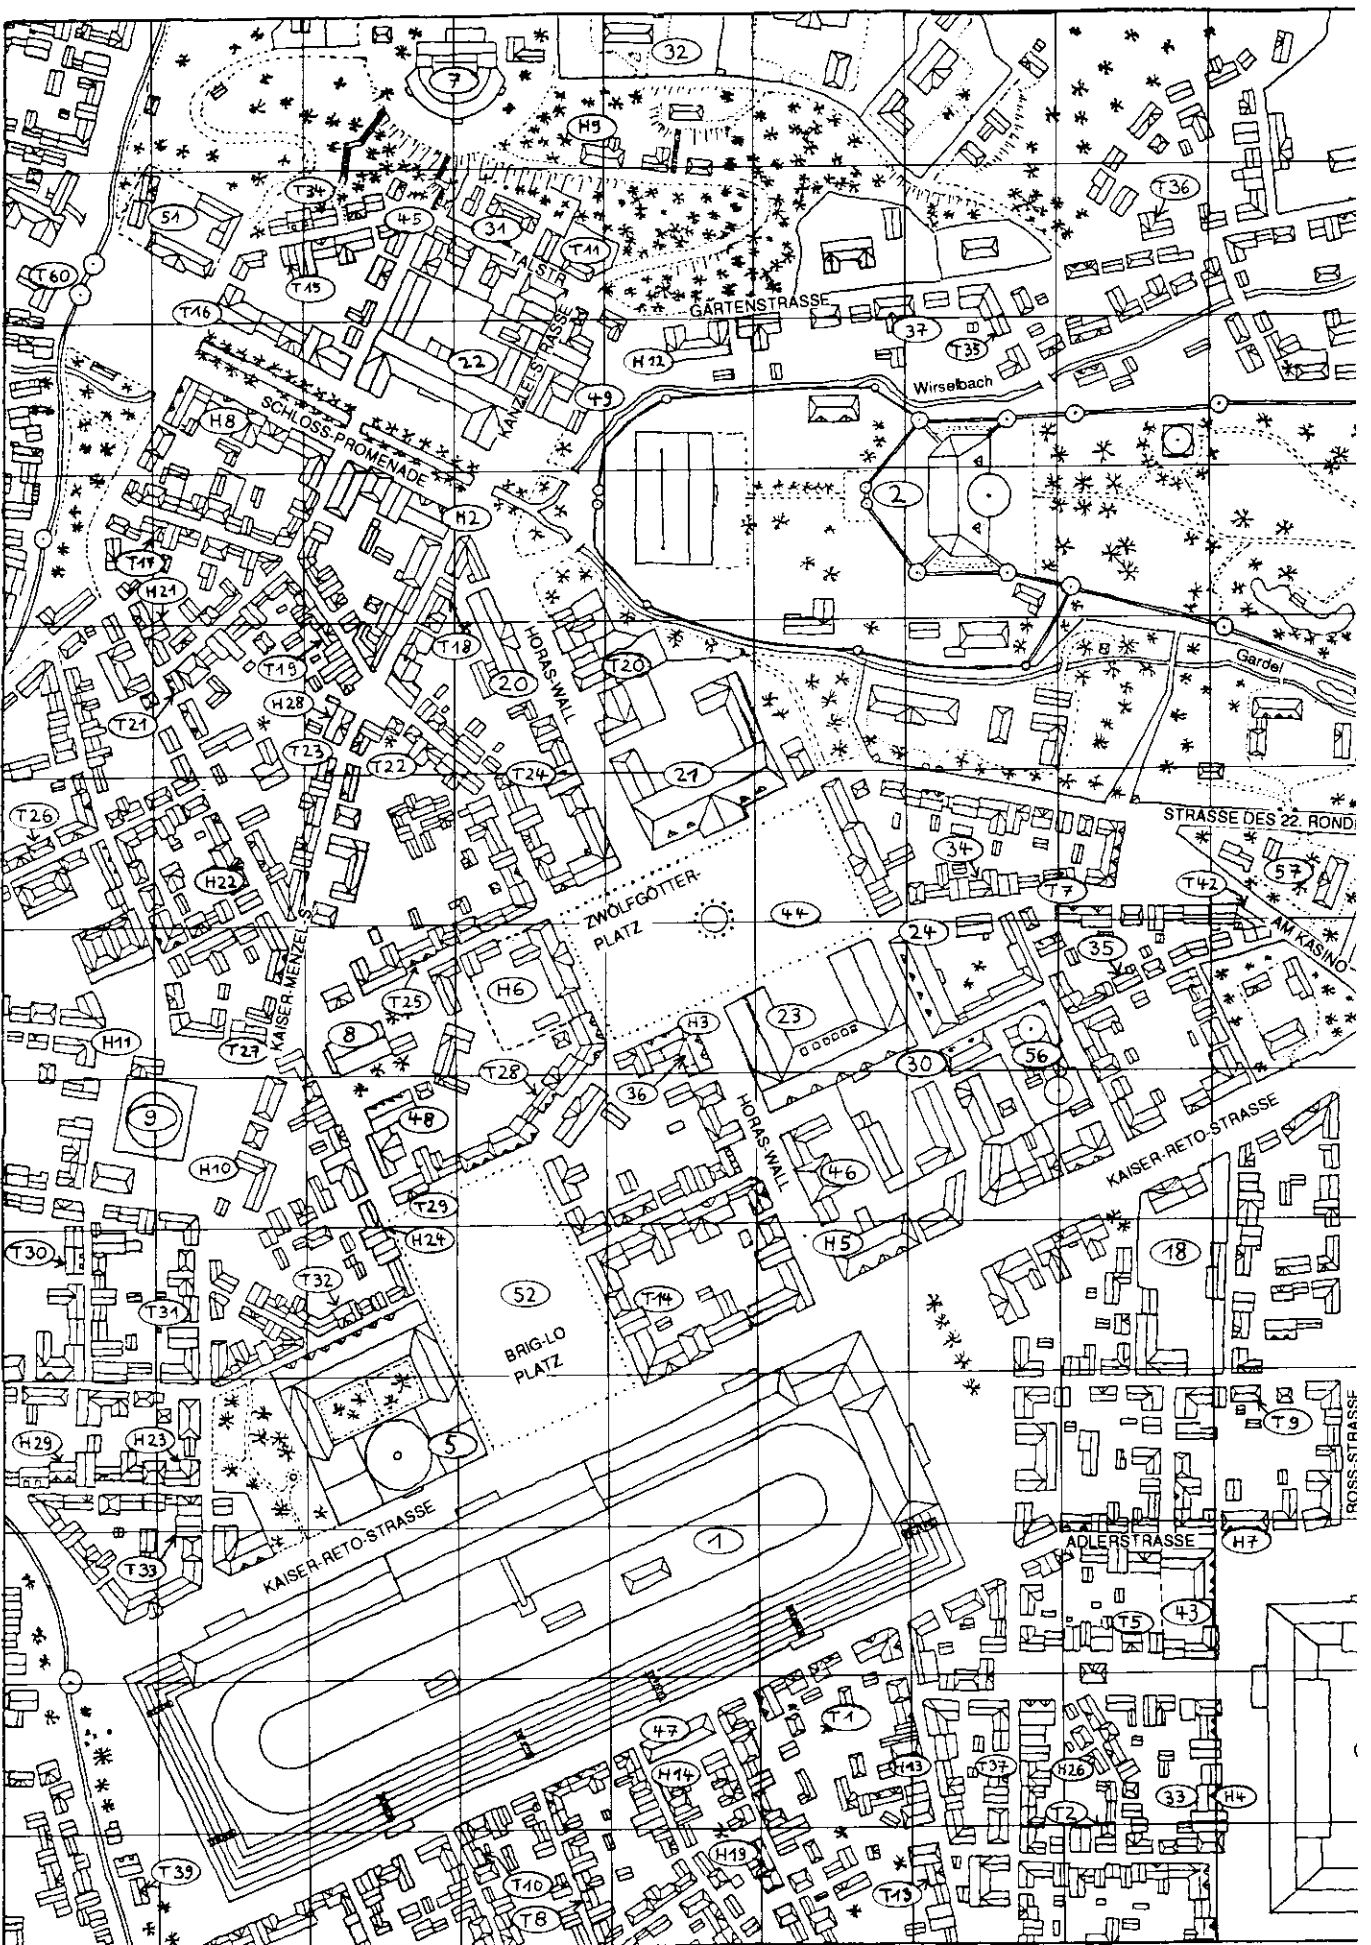 32
7
H9
T34
T36
51
45
31
T11
TALSTR.
T60
T15
GÄRTENSTRASSE
T16
37
T35
H12
22
KANZLEISTRASSE
Wirselbach
49
H8
SCHLOSS-PROMENADE
2
H2
T17
H21
T18
HORAS-WALL
T19
T20
Gardel
20
H28
T21
T23
T22
T24
21
T26
STRASSE DES 22. RONDR
34
57
H22
T7
T42
ZWÖLFGÖTTER-
PLATZ
44
24
AM KASINO
35
KAISER-MENZEL-S
T25
H6
H3
23
H11
8
T27
56
30
T28
36
9
48
HORAS-WALL
KAISER-RETO-STRASSE
H10
46
T29
H24
H5
T30
18
T32
52
T14
T31
BRIG-LO
PLATZ
T9
H29
H23
5
ROSS-STRASSE
KAISER-RETO-STRASSE
1
ADLERSTRASSE
H7
T33
T5
43
T1
47
H14
H13
T37
H26
33
H4
T2
H19
T39
T10
T13
T8